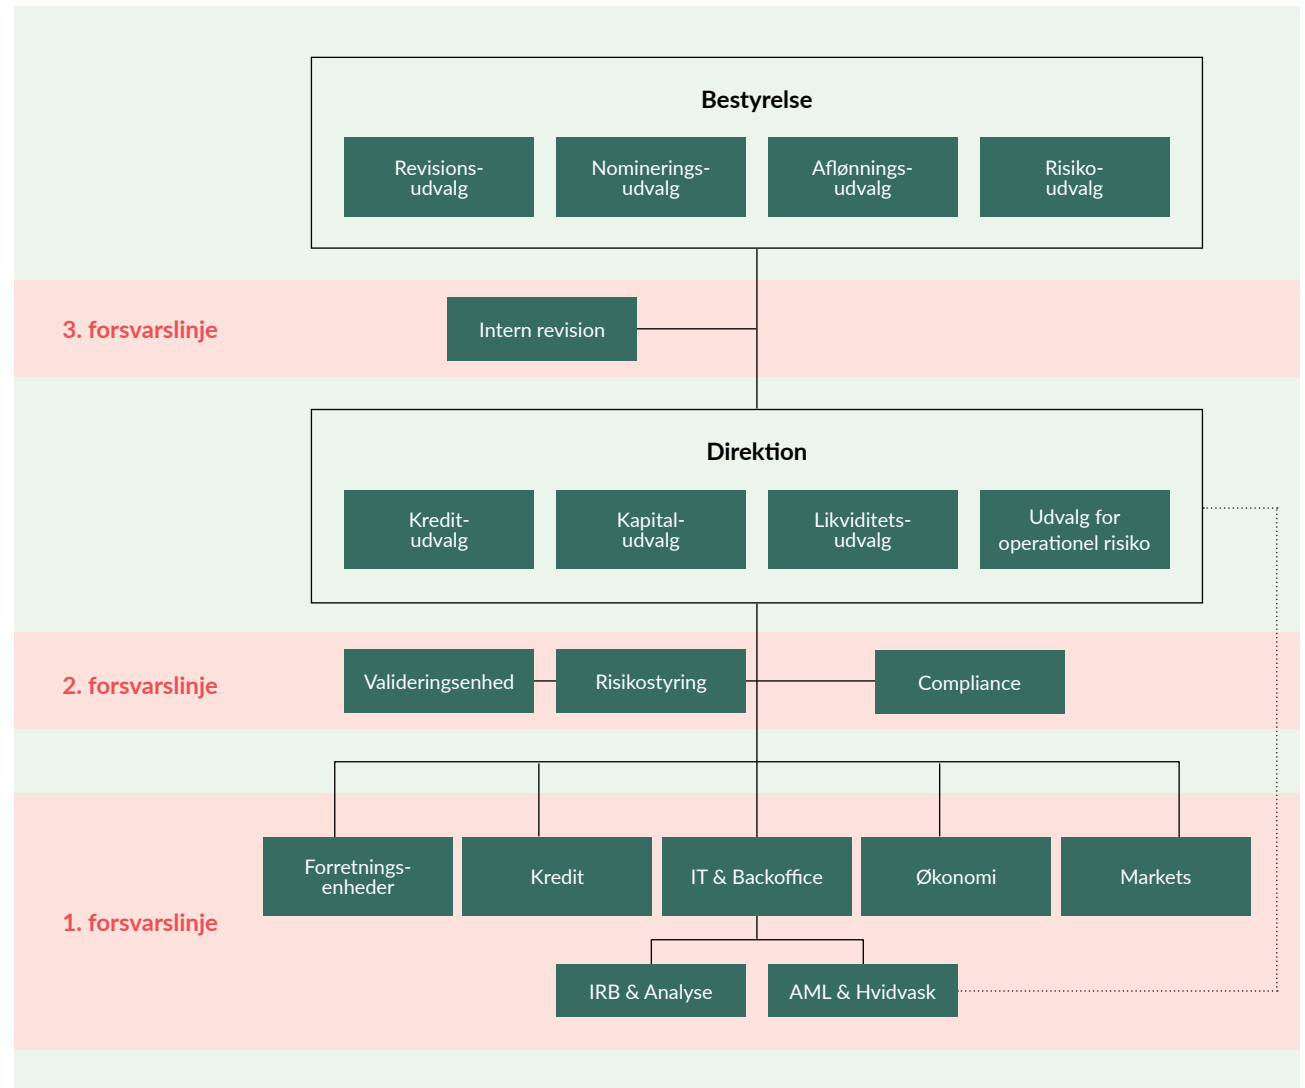 Bestyrelse
Revisions-
udvalg
Nominerings-
udvalg
Aflønnings-
udvalg
Risiko-
udvalg
3. forsvarslinje
Intern revision
Direktion
Kredit-
udvalg
Kapital-
udvalg
Likviditets-
udvalg
Udvalg for
operationel risiko
2. forsvarslinje
Valideringsenhed
Risikostyring
Compliance
Forretnings-
enheder
Kredit
IT & Backoffice
Økonomi
Markets
1. forsvarslinje
IRB & Analyse
AML & Hvidvask